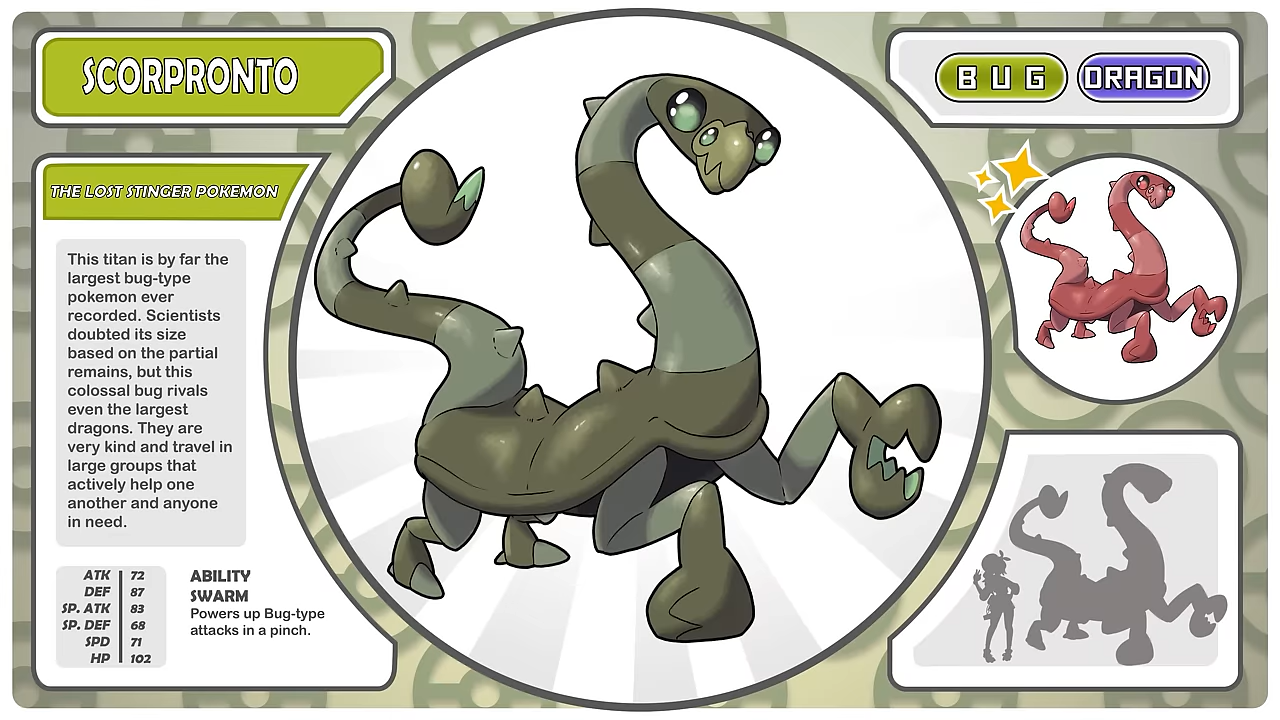 SCORPRONTO
BUG DRAGON
THE LOST STINGER POKEMON
This titan is by far the
largest bug-type
pokemon ever
recorded. Scientists
doubted its size
based on the partial
remains, but this
colossal bug rivals
even the largest
dragons. They are
very kind and travel in
large groups that
actively help one
another and anyone
in need.
ATK 72
DEF 87
SP. ATK 83
SP. DEF 68
SPD 71
HP 102
ABILITY
SWARM
Powers up Bug-type
attacks in a pinch.